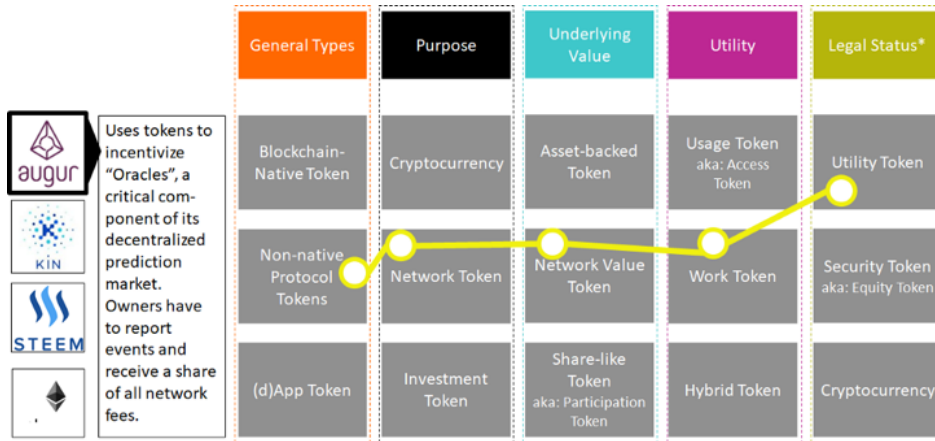 General Types
Purpose
Underlying
Value
Utility
Legal Status*
augur
KIN
STEEM
Uses tokens to
incentivize
“Oracles”, a
critical com-
ponent of its
decentralized
prediction
market.
Owners have
to report
events and
receive a share
of all network
fees.
Blockchain-
Native Token
Cryptocurrency
Asset-backed
Token
Usage Token
aka: Access
Token
Utility Token
Non-native
Protocol
Tokens
Network Token
Network Value
Token
Work Token
Security Token
aka: Equity Token
(d)App Token
Investment
Token
Share-like
Token
aka: Participation Token
Hybrid Token
Cryptocurrency